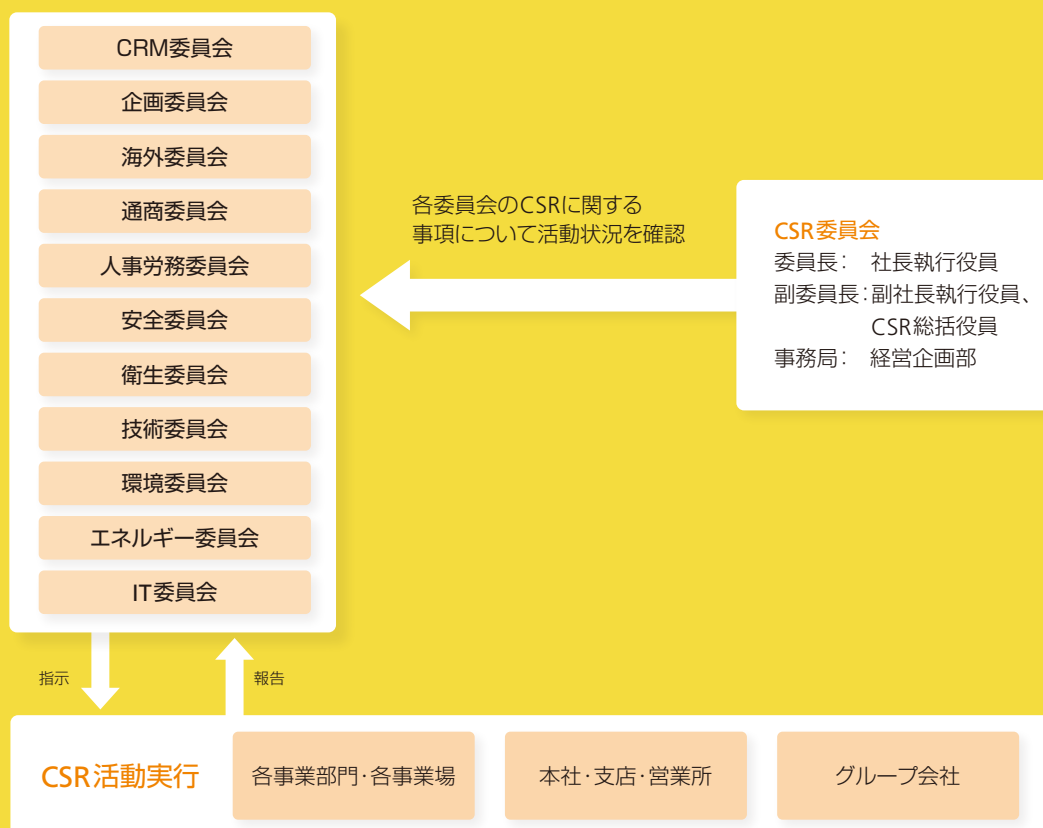 CRM委員会
企画委員会
海外委員会
通商委員会
人事労務委員会
安全委員会
衛生委員会
技術委員会
環境委員会
エネルギー委員会
IT委員会
各委員会のCSRに関する
事項について活動状況を確認
CSR委員会
委員長： 社長執行役員
副委員長：副社長執行役員、
CSR総括役員
事務局： 経営企画部
指示
報告
CSR活動実行
各事業部門・各事業場
本社・支店・営業所
グループ会社